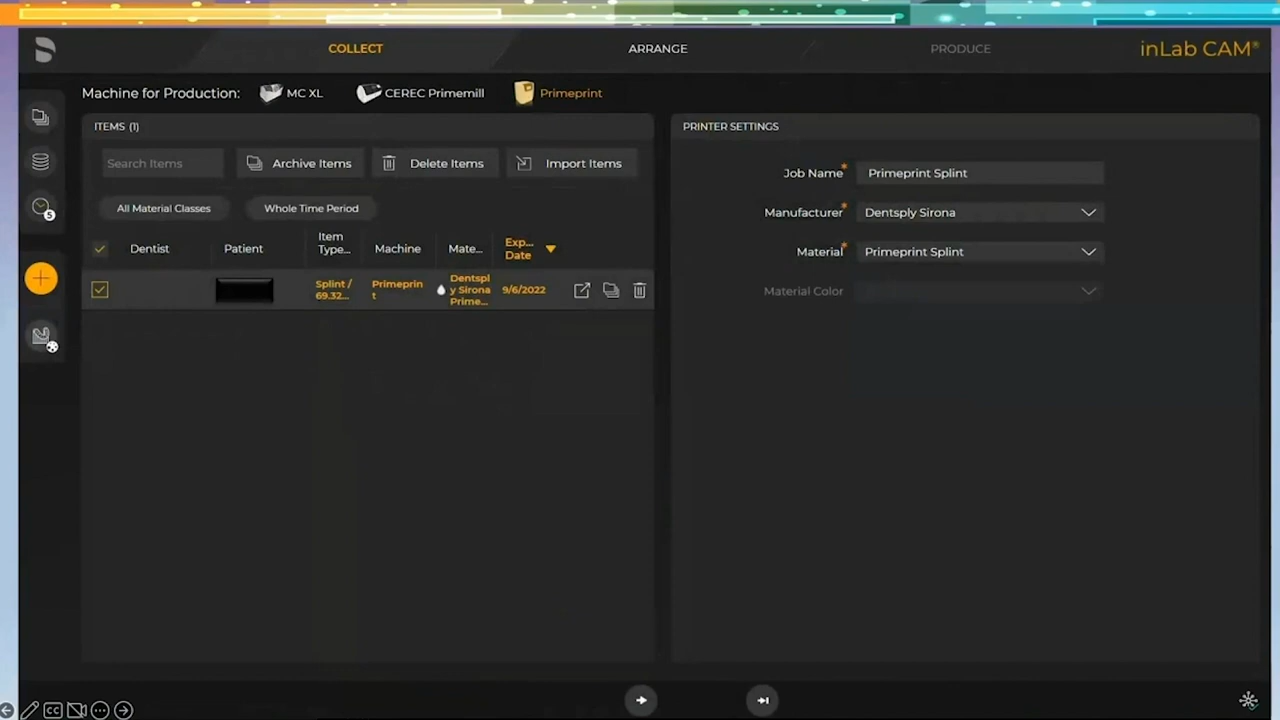 COLLECT
ARRANGE
PRODUCE
inLab CAM®
Machine for Production:
MC XL
CEREC Primemill
Primeprint
ITEMS (1)
Search Items
Archive Items
Delete Items
Import Items
All Material Classes
Whole Time Period
Dentist
Patient
Item
Type...
Machine
Mate...
Exp...
Date
Splint /
69.32...
Primeprin
t
Dentspl
y Sirona
Prime...
9/6/2022
5
PRINTER SETTINGS
Job Name*
Primeprint Splint
Manufacturer*
Dentsply Sirona
Material*
Primeprint Splint
Material Color
CC